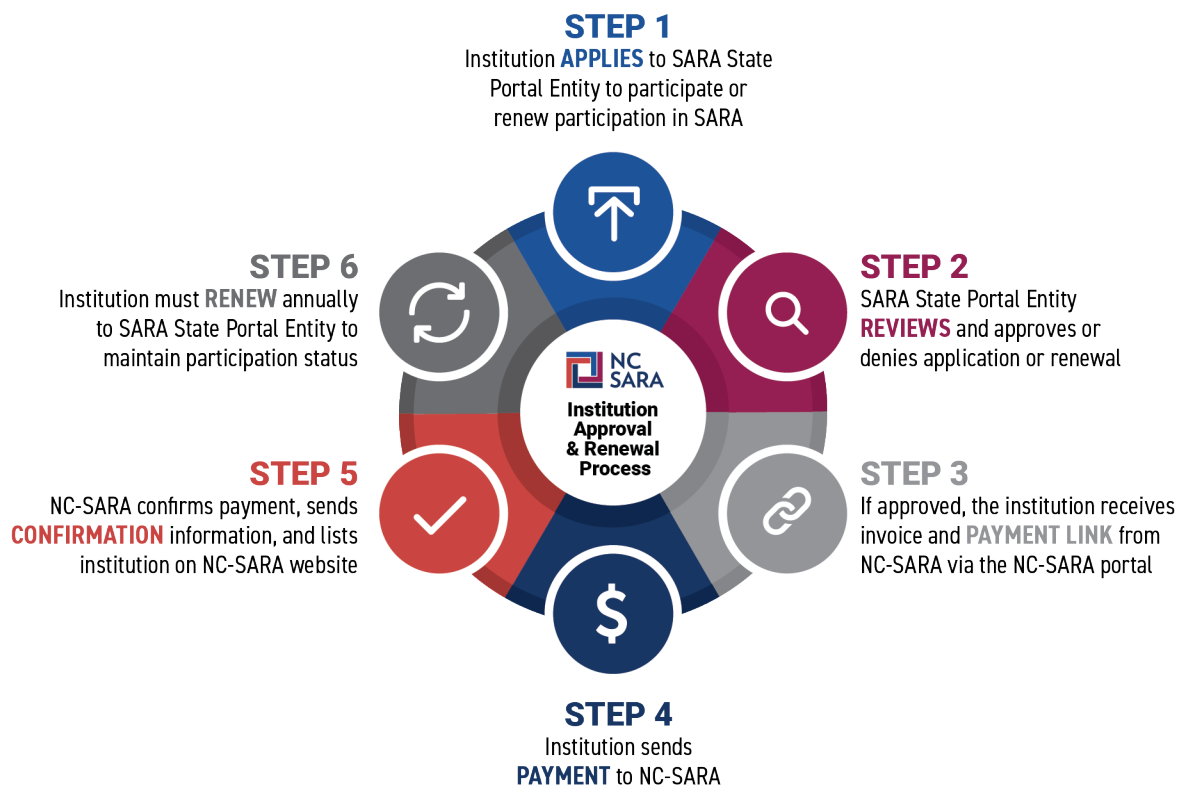 STEP 1
Institution APPLIES to SARA State
Portal Entity to participate or
renew participation in SARA
STEP 2
SARA State Portal Entity
REVIEWS and approves or
denies application or renewal
STEP 3
If approved, the institution receives
invoice and PAYMENT LINK from
NC-SARA via the NC-SARA portal
STEP 4
Institution sends
PAYMENT to NC-SARA
STEP 5
NC-SARA confirms payment, sends
CONFIRMATION information, and lists
institution on NC-SARA website
STEP 6
Institution must RENEW annually
to SARA State Portal Entity to
maintain participation status
NC
SARA
Institution
Approval
& Renewal
Process
$